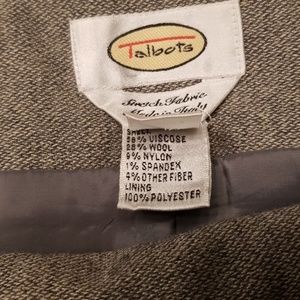 Talbots
Stretch Fabric
Made in Italy
SHELL
58% VISCOSE
28% WOOL
9% NYLON
1% SPANDEX
4% OTHER FIBER
LINING
100% POLYESTER